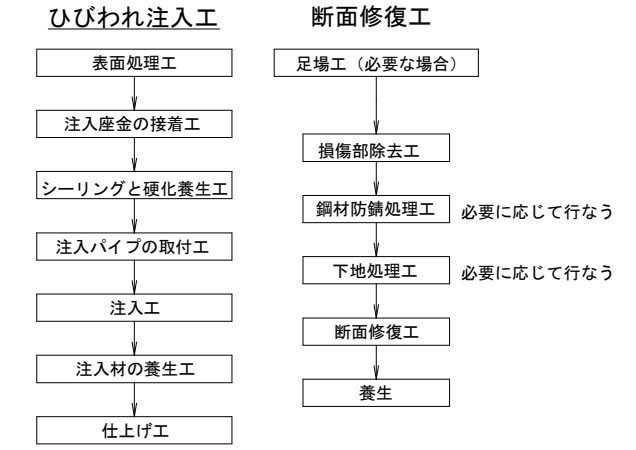 ひびわれ注入工
表面処理工
注入座金の接着工
シーリングと硬化養生工
注入パイプの取付工
注入工
注入材の養生工
仕上げ工
断面修復工
足場工（必要な場合）
損傷部除去工
鋼材防錆処理工 必要に応じて行なう
下地処理工 必要に応じて行なう
断面修復工
養生